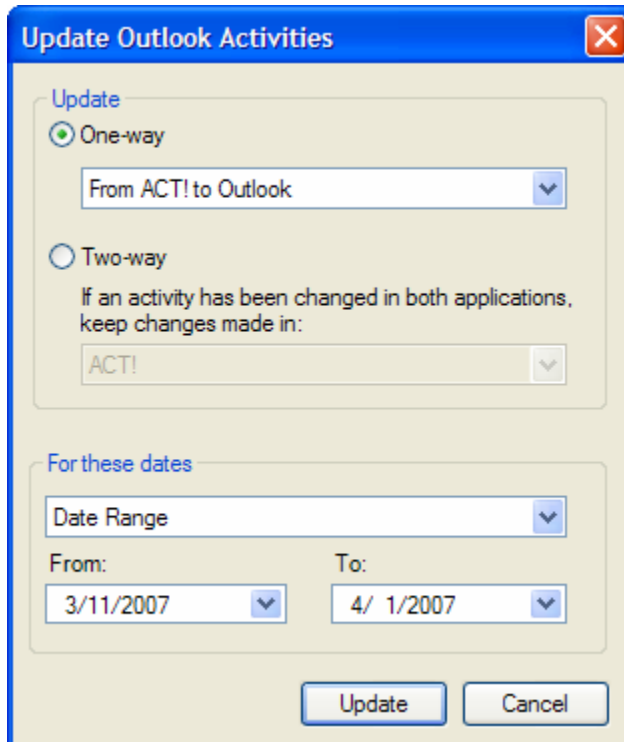 Update Outlook Activities
Update
One-way
From ACT! to Outlook
Two-way
If an activity has been changed in both applications,
keep changes made in:
ACT!
For these dates
Date Range
From: To:
3/11/2007 4/ 1/2007
Update Cancel